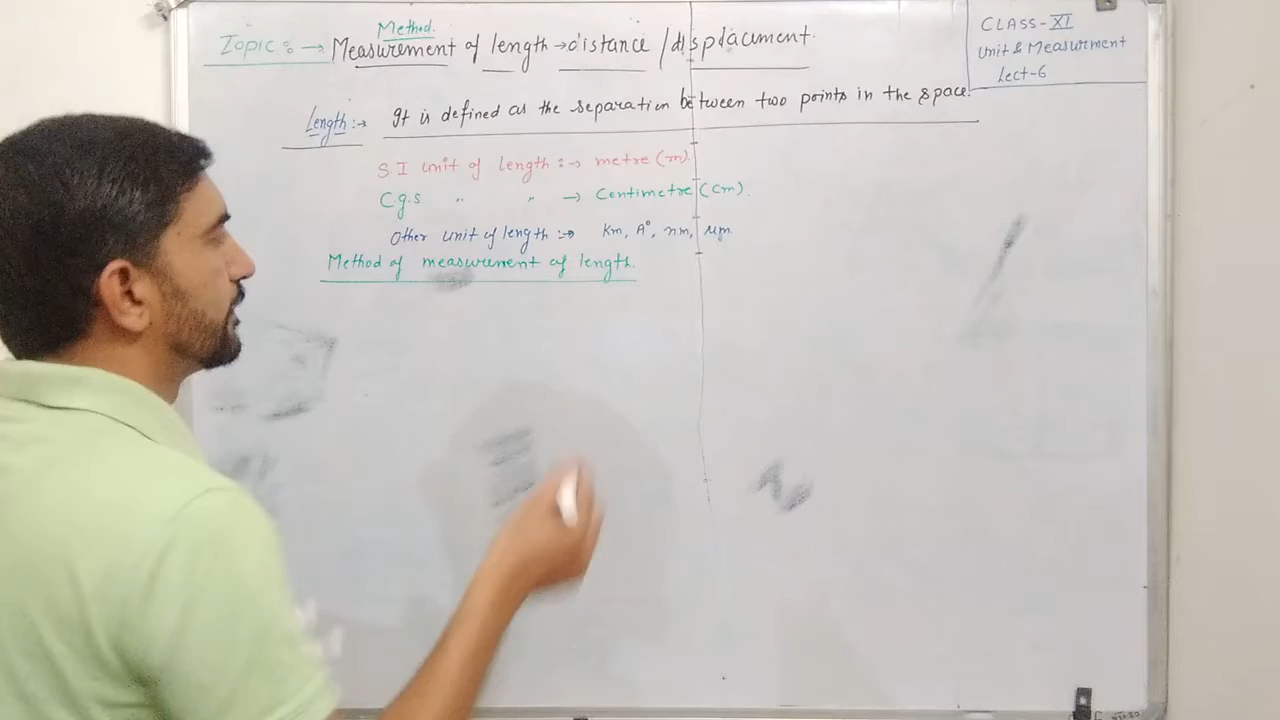 Method.
Topic:→ Measurement of length→distance/displacument.
CLASS-XI
Unit & Measurment
Lect-6
Length:→ It is defined as the separation between two points in the space.
S I unit of length:→ metre (m).
C.g.s " " → Centimetre (cm).
Other unit of length:→ Km, A°, nm, μm.
Method of measurement of length.